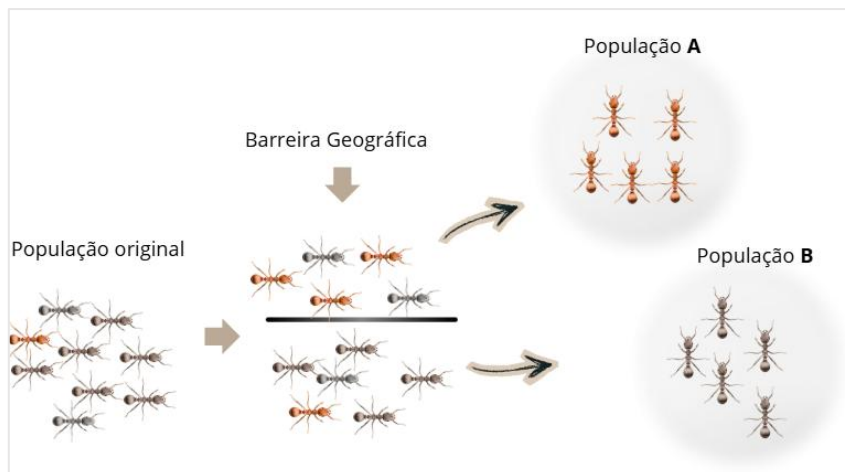 População A
Barreira Geográfica
População original
População B